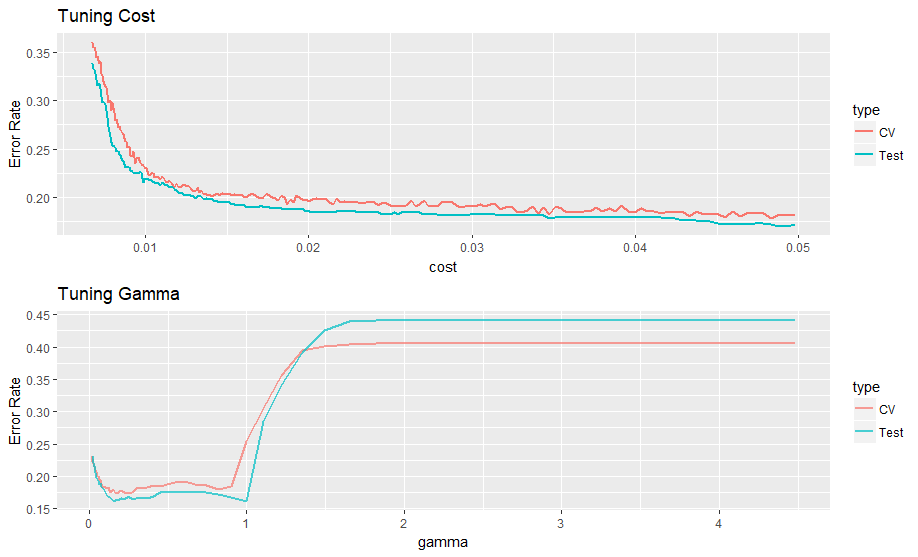 Tuning Cost
Error Rate
0.35
0.30
0.25
0.20
0.01 0.02 0.03 0.04 0.05
cost
type
CV
Test
Tuning Gamma
Error Rate
0.45
0.40
0.35
0.30
0.25
0.20
0.15
0 1 2 3 4
gamma
type
CV
Test